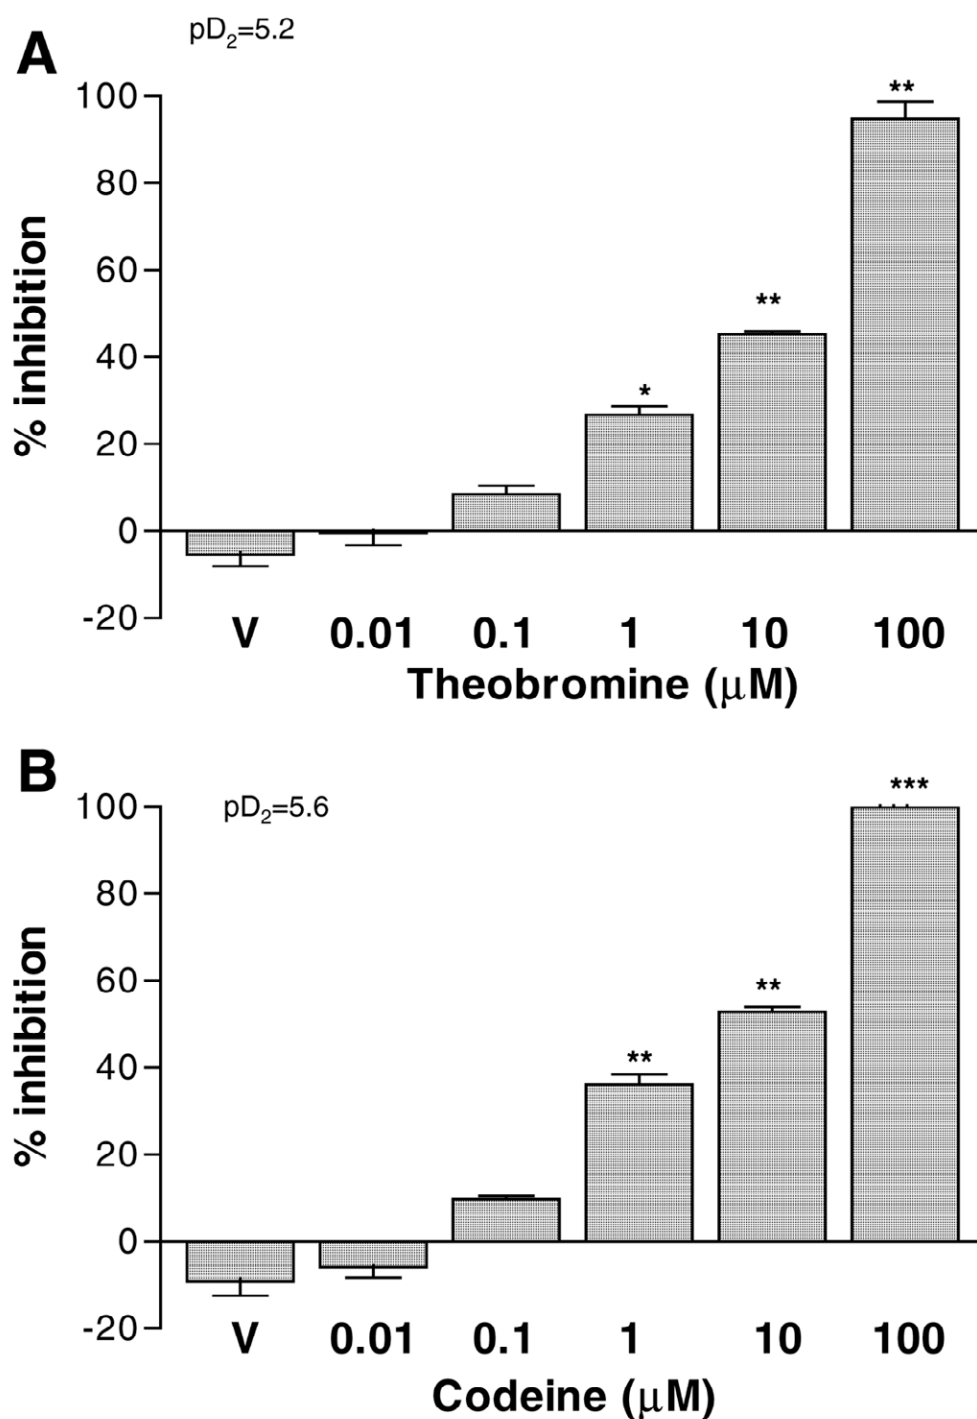 A
pD₂=5.2
100
80
60
40
20
0
-20
% inhibition
*
**
**
V 0.01 0.1 1 10 100
Theobromine (μM)
B
pD₂=5.6
100
80
60
40
20
0
-20
% inhibition
**
**
***
V 0.01 0.1 1 10 100
Codeine (μM)